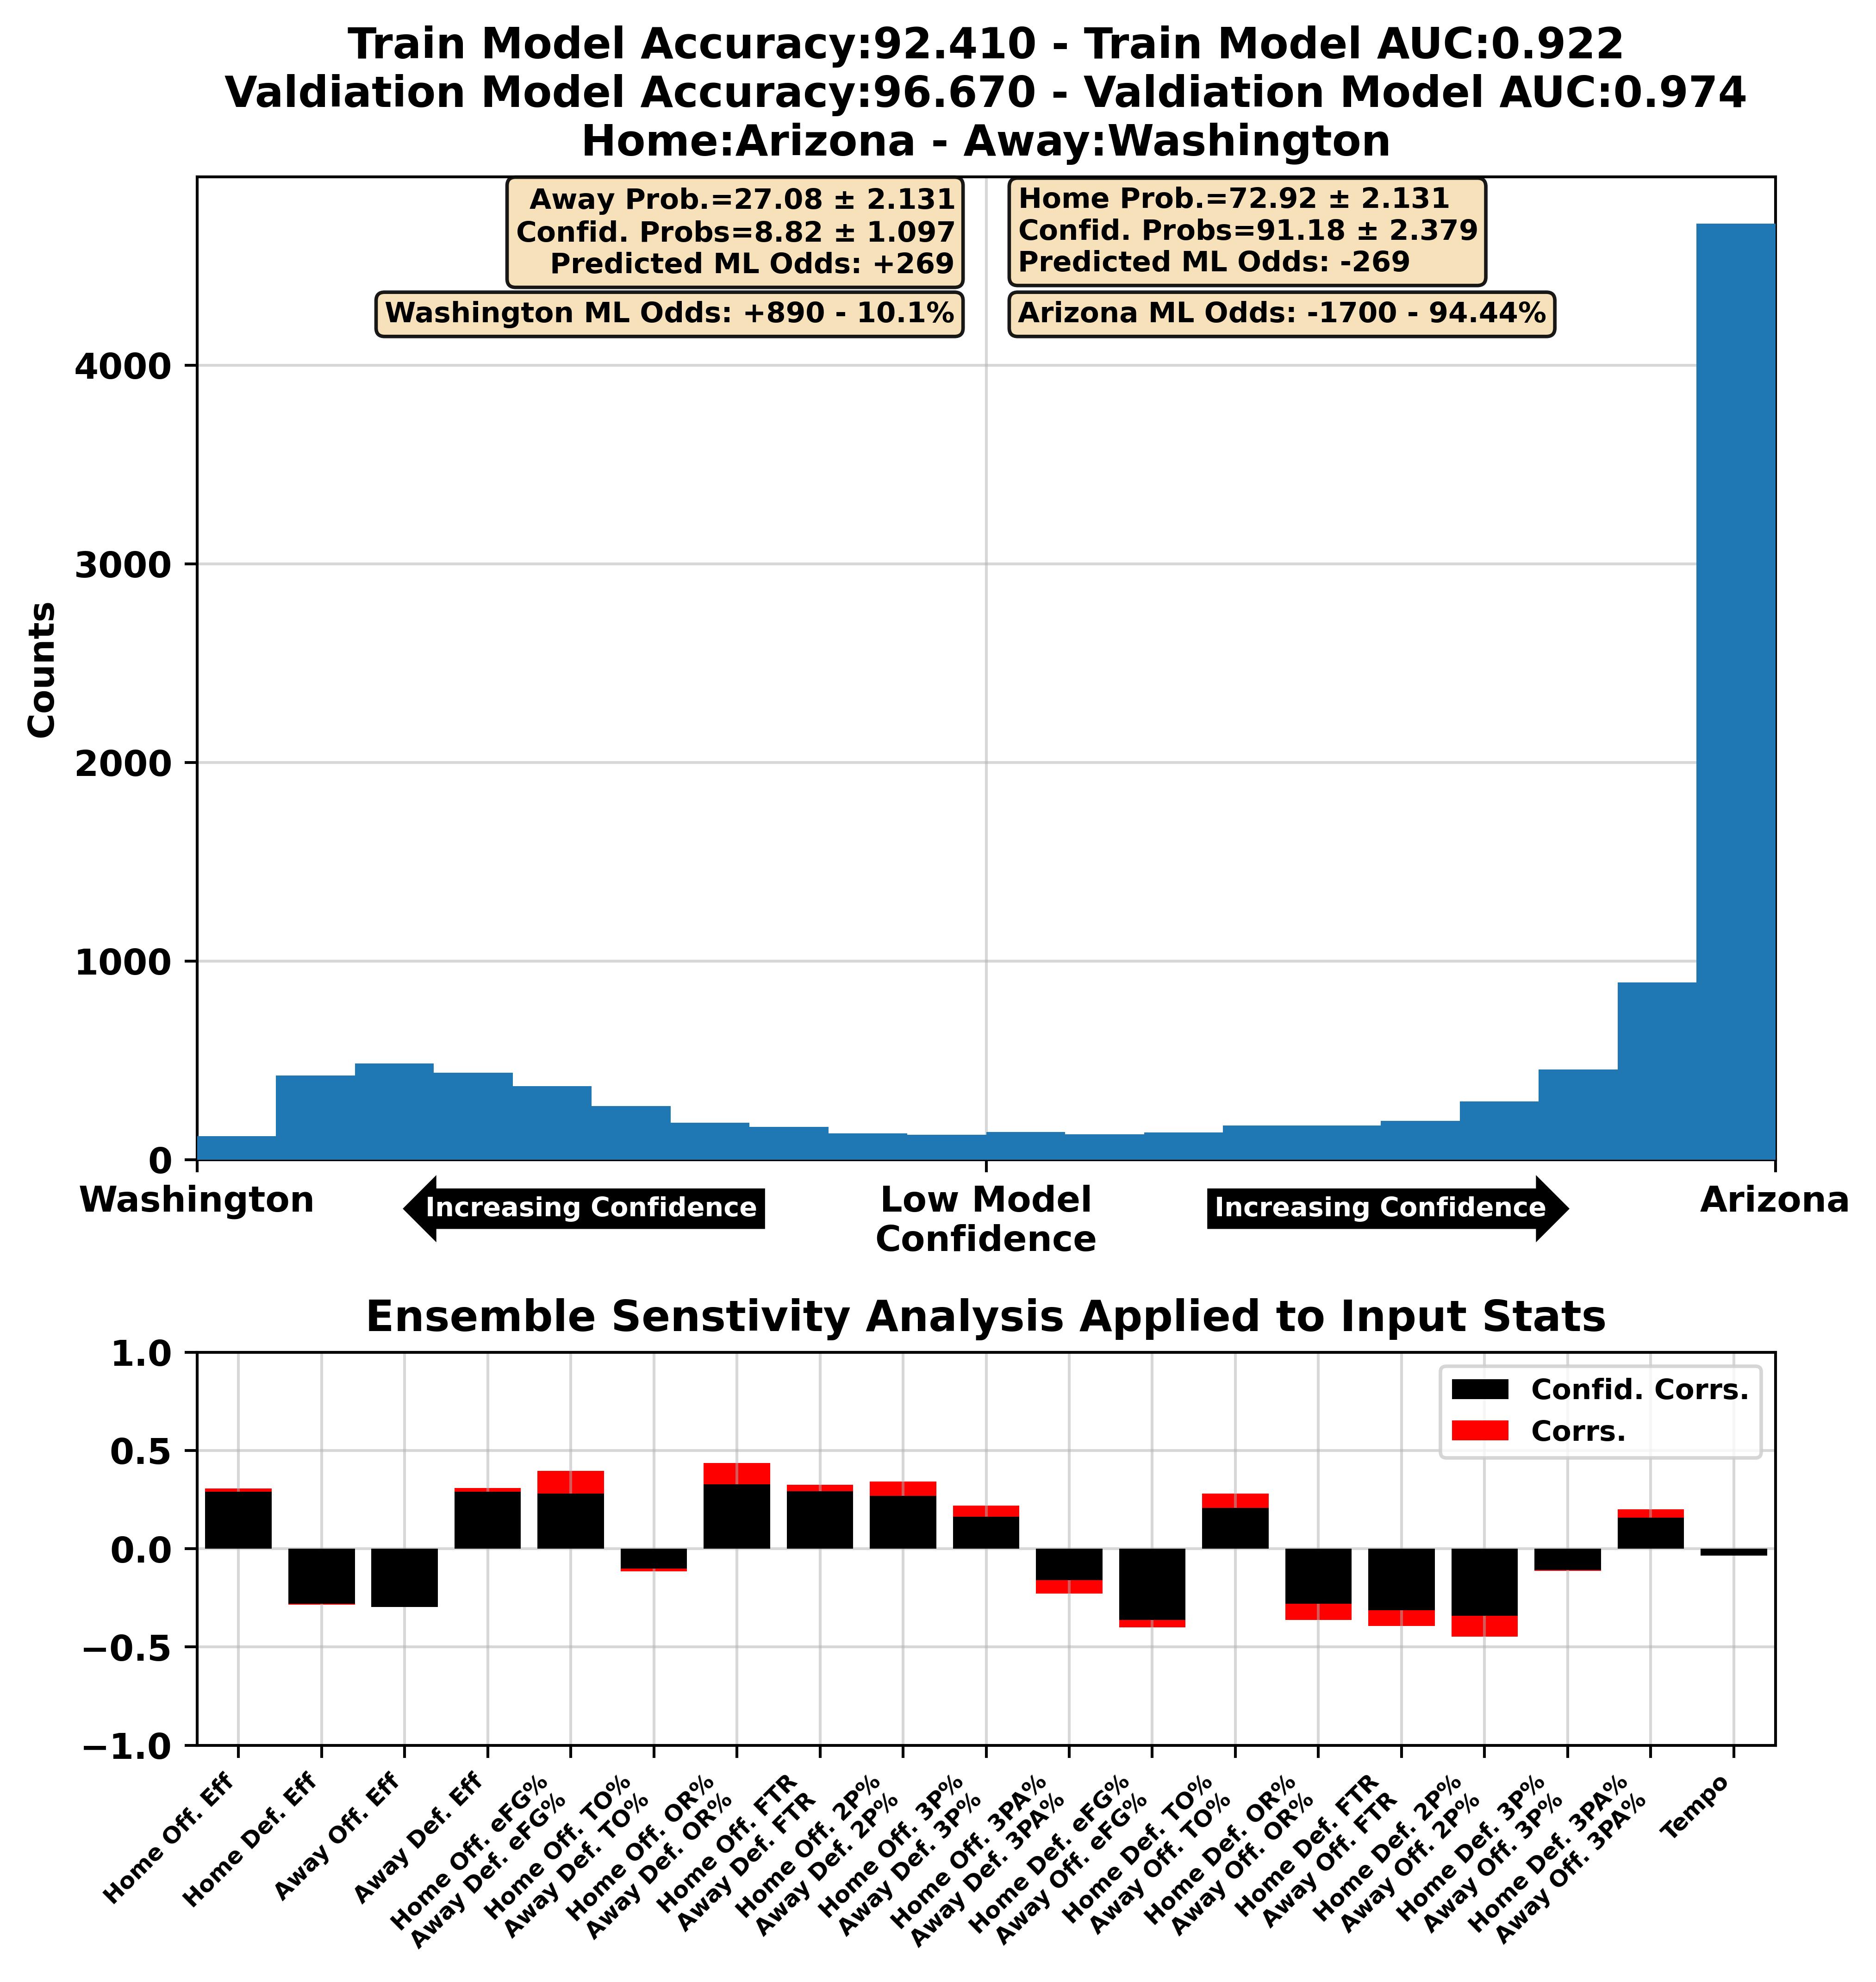 Train Model Accuracy:92.410 - Train Model AUC:0.922
Valdiation Model Accuracy:96.670 - Valdiation Model AUC:0.974
Home:Arizona - Away:Washington
Away Prob.=27.08 ± 2.131
Confid. Probs=8.82 ± 1.097
Predicted ML Odds: +269
Washington ML Odds: +890 - 10.1%
Home Prob.=72.92 ± 2.131
Confid. Probs=91.18 ± 2.379
Predicted ML Odds: -269
Arizona ML Odds: -1700 - 94.44%
Counts
4000
3000
2000
1000
0
Washington
Increasing Confidence
Low Model
Confidence
Increasing Confidence
Arizona
Ensemble Senstivity Analysis Applied to Input Stats
Confid. Corrs.
Corrs.
1.0
0.5
0.0
−0.5
−1.0
Home Off. Eff
Home Def. Eff
Away Off. Eff
Away Def. Eff
Home Off. eFG%
Away Def. eFG%
Home Off. TO%
Away Def. TO%
Home Off. OR%
Away Def. OR%
Home Off. FTR
Away Def. FTR
Home Off. 2P%
Away Def. 2P%
Home Off. 3P%
Away Def. 3P%
Home Off. 3PA%
Away Def. 3PA%
Home Def. eFG%
Away Off. eFG%
Home Def. TO%
Away Off. TO%
Home Def. OR%
Away Off. OR%
Home Def. FTR
Away Off. FTR
Home Def. 2P%
Away Off. 2P%
Home Def. 3P%
Away Off. 3P%
Home Def. 3PA%
Away Off. 3PA%
Tempo